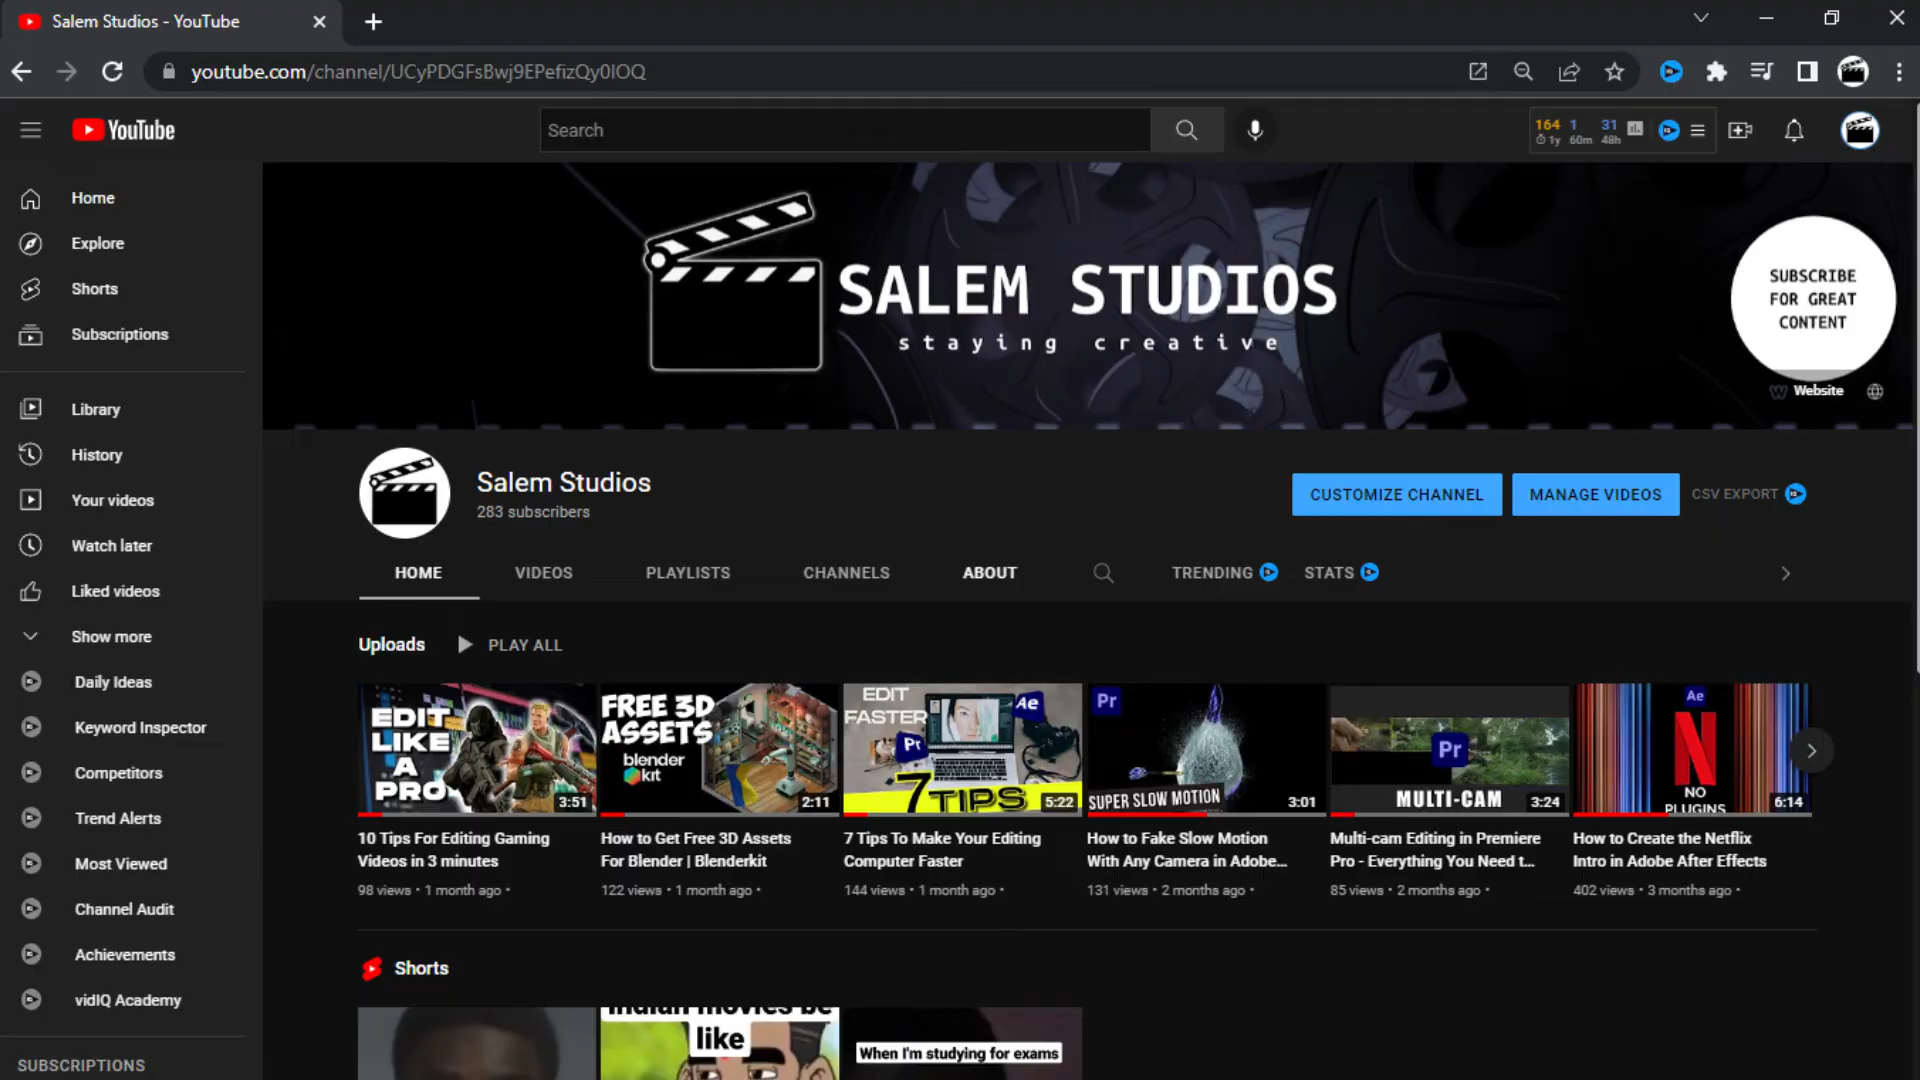 Salem Studios - YouTube
youtube.com/channel/UCyPDGFsBwj9EPefizQy0IOQ
YouTube
Search
164 1 31
1y 60m 48h
Home
Explore
Shorts
Subscriptions
Library
History
Your videos
Watch later
Liked videos
Show more
Daily Ideas
Keyword Inspector
Competitors
Trend Alerts
Most Viewed
Channel Audit
Achievements
vidIQ Academy
SUBSCRIPTIONS
SALEM STUDIOS
staying creative
SUBSCRIBE
FOR GREAT
CONTENT
Website
Salem Studios
283 subscribers
CUSTOMIZE CHANNEL
MANAGE VIDEOS
CSV EXPORT
HOME
VIDEOS
PLAYLISTS
CHANNELS
ABOUT
TRENDING
STATS
Uploads
PLAY ALL
EDIT
LIKE
A
PRO
3:51
10 Tips For Editing Gaming
Videos in 3 minutes
98 views • 1 month ago •
FREE 3D
ASSETS
blender
kit
2:11
How to Get Free 3D Assets
For Blender | Blenderkit
122 views • 1 month ago •
EDIT
FASTER
Ae
Pr
7 TIPS
5:22
7 Tips To Make Your Editing
Computer Faster
144 views • 1 month ago •
Pr
SUPER SLOW MOTION
3:01
How to Fake Slow Motion
With Any Camera in Adobe...
131 views • 2 months ago •
Pr
MULTI-CAM
3:24
Multi-cam Editing in Premiere
Pro - Everything You Need t...
85 views • 2 months ago •
Ae
N
NO
PLUGINS
6:14
How to Create the Netflix
Intro in Adobe After Effects
402 views • 3 months ago •
Shorts
Indian movies be
like
When I'm studying for exams